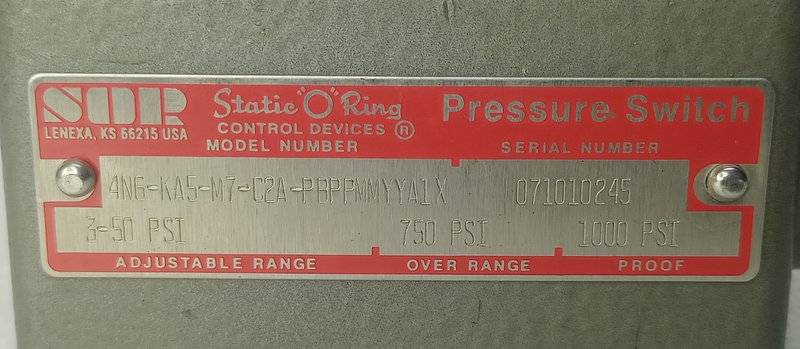 SOR Static "O" Ring Pressure Switch
LENEXA, KS 66215 USA CONTROL DEVICES ®
MODEL NUMBER SERIAL NUMBER
4N6-KA5-M7-C2A-PBPPMMYYA1X 071010245
3-50 PSI 750 PSI 1000 PSI
ADJUSTABLE RANGE OVER RANGE PROOF